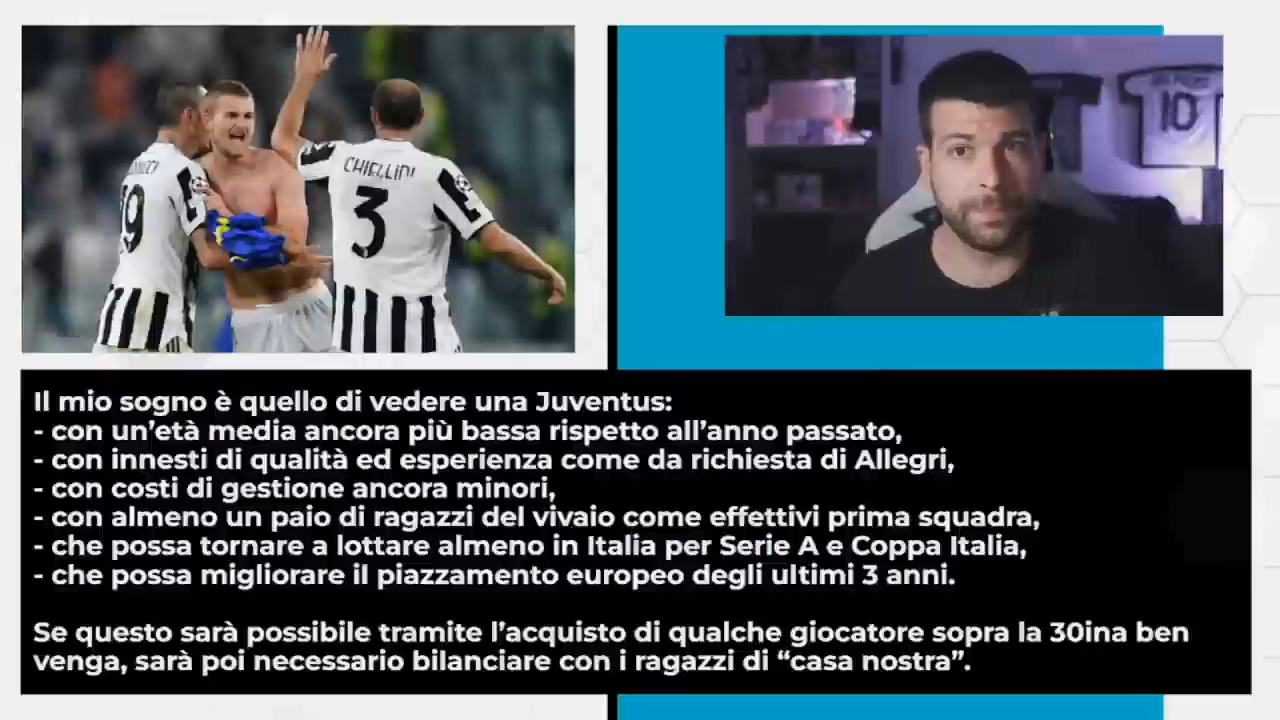 19
CHIELLINI
3
10
Il mio sogno è quello di vedere una Juventus:
- con un’età media ancora più bassa rispetto all’anno passato,
- con innesti di qualità ed esperienza come da richiesta di Allegri,
- con costi di gestione ancora minori,
- con almeno un paio di ragazzi del vivaio come effettivi prima squadra,
- che possa tornare a lottare almeno in Italia per Serie A e Coppa Italia,
- che possa migliorare il piazzamento europeo degli ultimi 3 anni.
Se questo sarà possibile tramite l’acquisto di qualche giocatore sopra la 30ina ben
venga, sarà poi necessario bilanciare con i ragazzi di “casa nostra”.